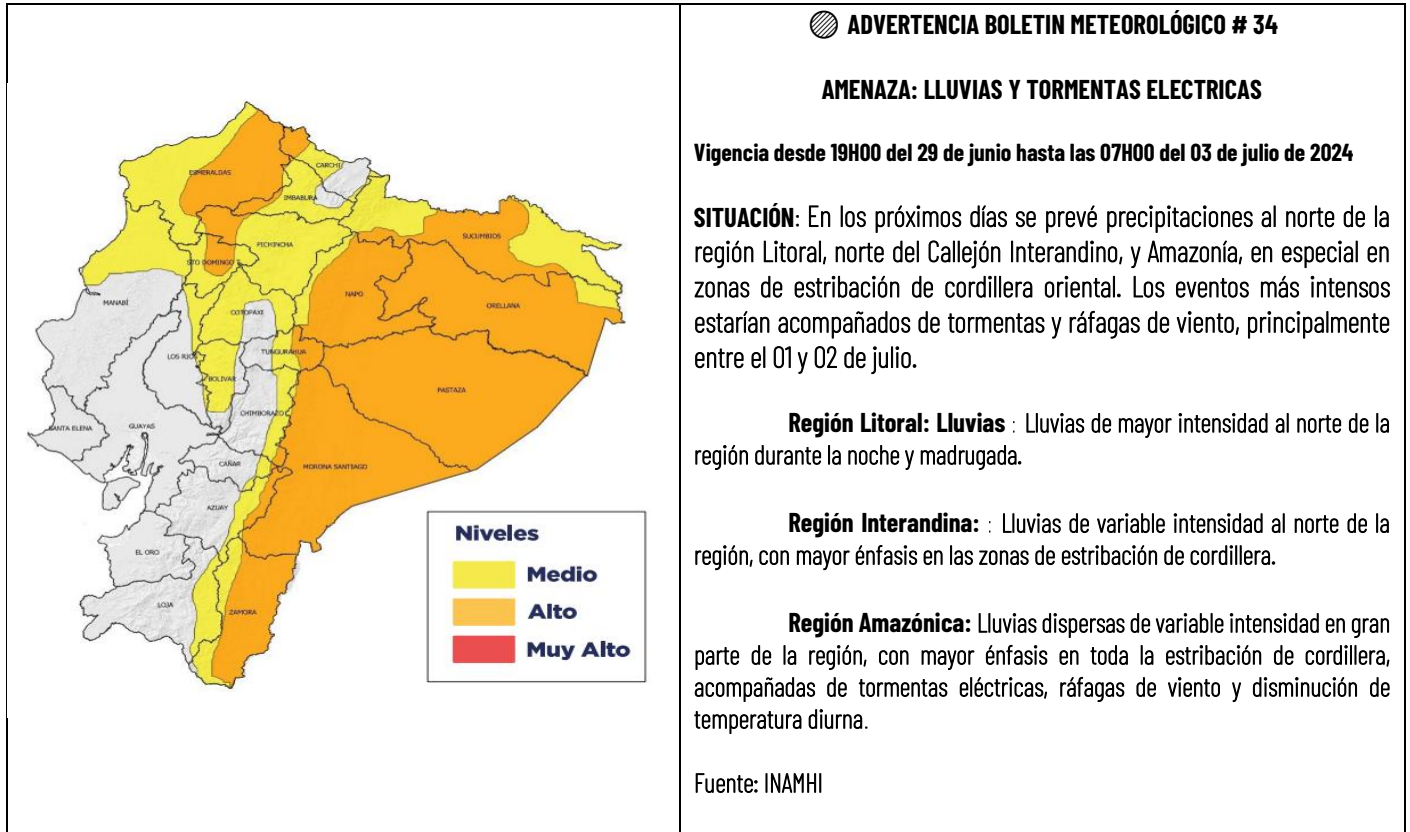 ADVERTENCIA BOLETIN METEOROLÓGICO # 34
AMENAZA: LLUVIAS Y TORMENTAS ELECTRICAS
Vigencia desde 19H00 del 29 de junio hasta las 07H00 del 03 de julio de 2024
SITUACIÓN: En los próximos días se prevé precipitaciones al norte de la
región Litoral, norte del Callejón Interandino, y Amazonía, en especial en
zonas de estribación de cordillera oriental. Los eventos más intensos
estarían acompañados de tormentas y ráfagas de viento, principalmente
entre el 01 y 02 de julio.
Región Litoral: Lluvias : Lluvias de mayor intensidad al norte de la
región durante la noche y madrugada.
Región Interandina: : Lluvias de variable intensidad al norte de la
región, con mayor énfasis en las zonas de estribación de cordillera.
Región Amazónica: Lluvias dispersas de variable intensidad en gran
parte de la región, con mayor énfasis en toda la estribación de cordillera,
acompañadas de tormentas eléctricas, ráfagas de viento y disminución de
temperatura diurna.
Fuente: INAMHI
CARCHI
ESMERALDAS
IMBABURA
SUCUMBIOS
PICHINCHA
STO DOMINGO T
NAPO
MANABÍ
ORELLANA
COTOPAXI
TUNGURAHUA
LOS RIOS
BOLIVAR
PASTAZA
CHIMBORAZO
SANTA ELENA
GUAYAS
CAÑAR
MORONA SANTIAGO
AZUAY
EL ORO
LOJA
ZAMORA
Niveles
Medio
Alto
Muy Alto